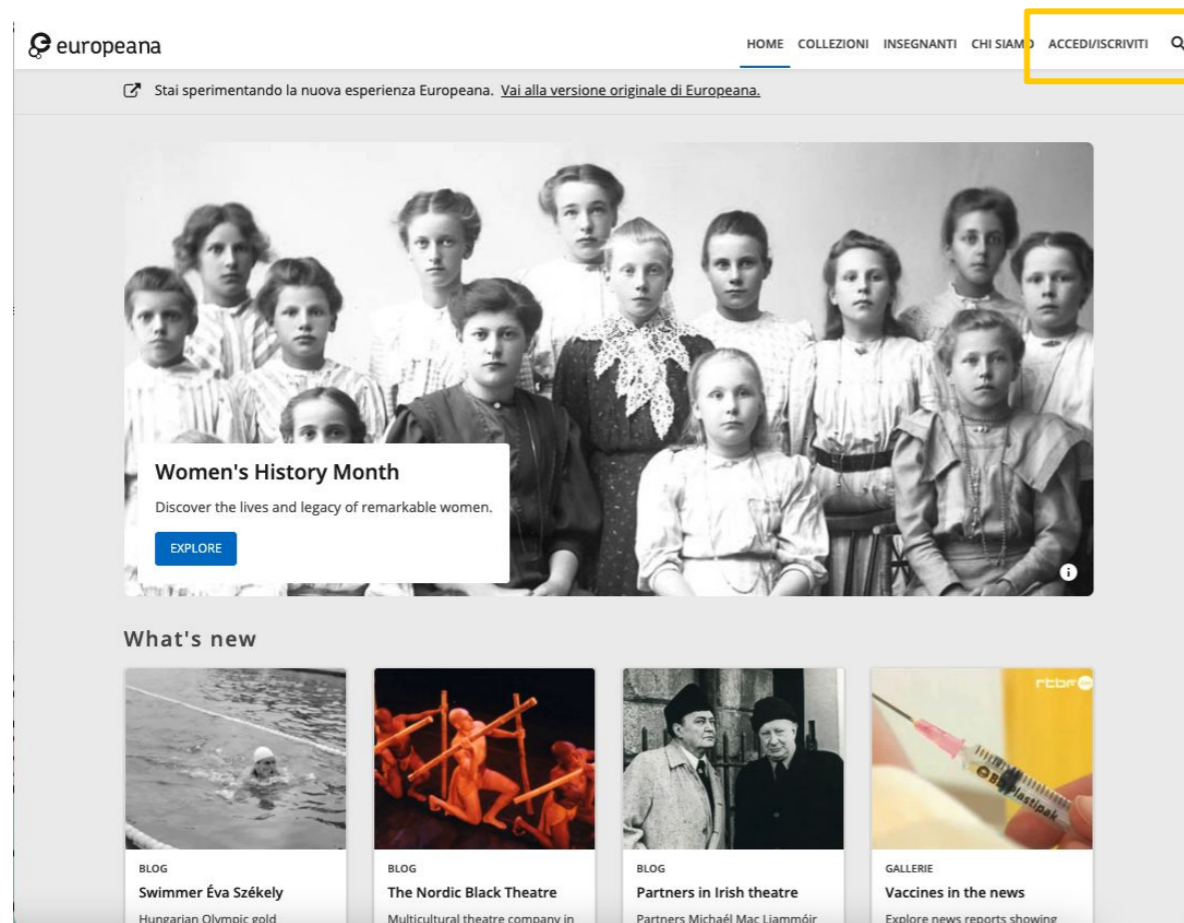 europeana
HOME COLLEZIONI INSEGNANTI CHI SIAMO ACCEDI/ISCRIVITI
Stai sperimentando la nuova esperienza Europeana. Vai alla versione originale di Europeana.
Women's History Month
Discover the lives and legacy of remarkable women.
EXPLORE
What's new
rtbf
Plastipak
BLOG
Swimmer Éva Székely
Hungarian Olympic gold
BLOG
The Nordic Black Theatre
Multicultural theatre company in
BLOG
Partners in Irish theatre
Partners Michaél Mac Liammóir
GALLERIE
Vaccines in the news
Explore news reports showing